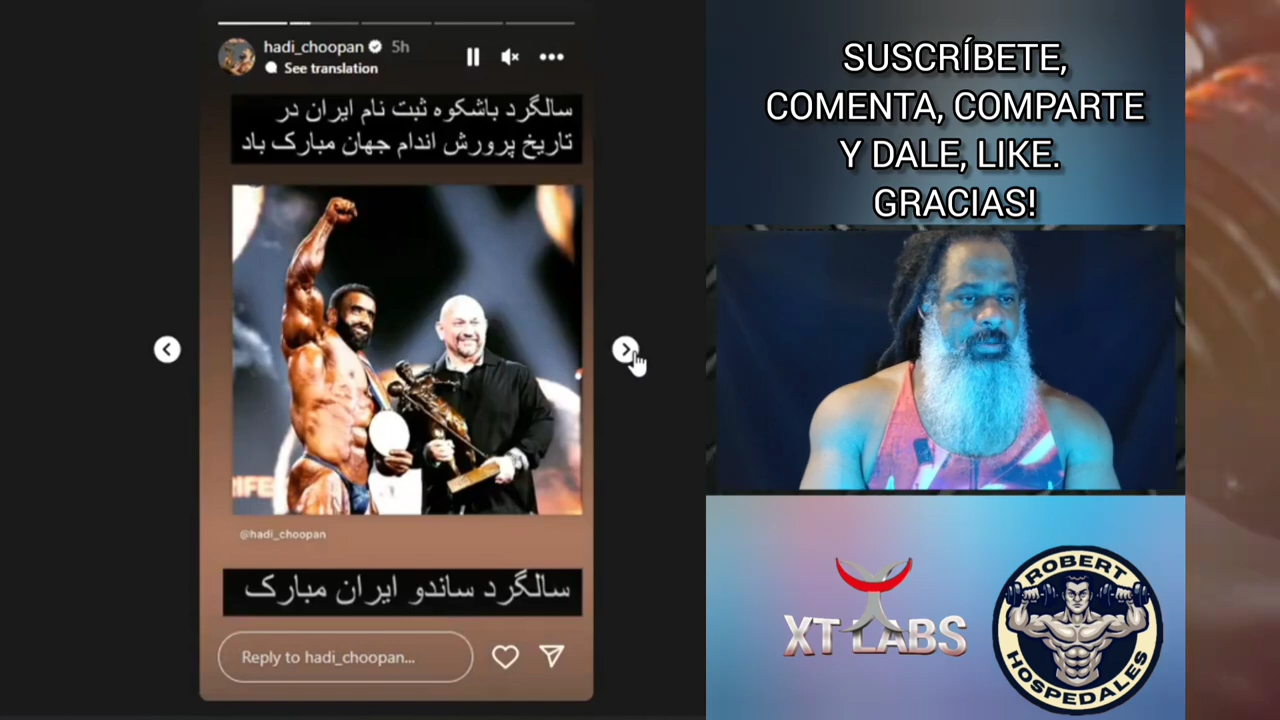 hadi_choopan 5h
See translation
سالگرد باشکوه ثبت نام ایران در
تاریخ پرورش اندام جهان مبارک باد
RIFE
@hadi_choopan
سالگرد ساندو ایران مبارک
Reply to hadi_choopan...
SUSCRÍBETE,
COMENTA, COMPARTE
Y DALE, LIKE.
GRACIAS!
XT LABS
ROBERT
HOSPEDALES